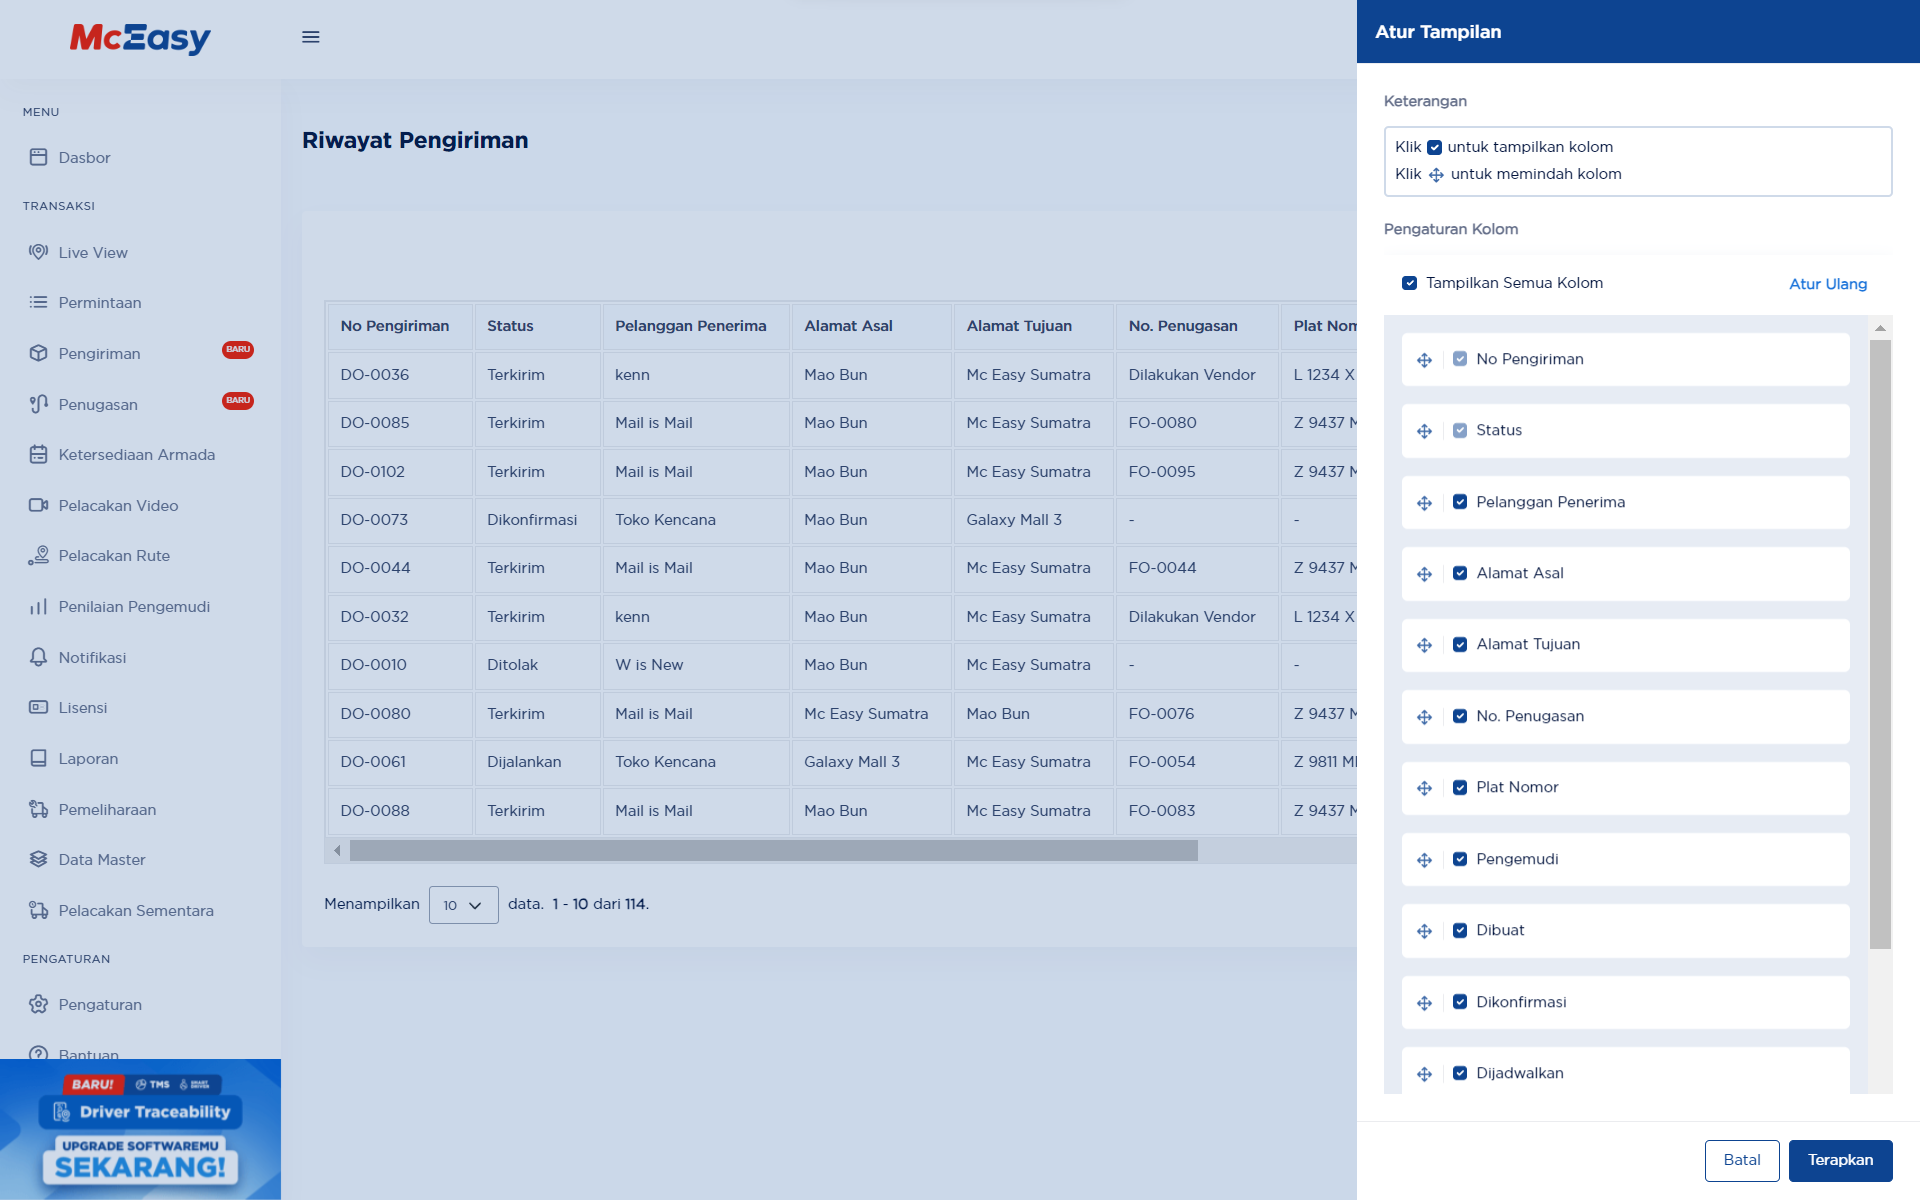 McEasy
MENU
Dasbor
TRANSAKSI
Live View
Permintaan
Pengiriman BARU
Penugasan BARU
Ketersediaan Armada
Pelacakan Video
Pelacakan Rute
Penilaian Pengemudi
Notifikasi
Lisensi
Laporan
Pemeliharaan
Data Master
Pelacakan Sementara
PENGATURAN
Pengaturan
Bantuan
BARU! TMS SMART DRIVER
Driver Traceability
UPGRADE SOFTWAREMU
SEKARANG!
Riwayat Pengiriman
No Pengiriman Status Pelanggan Penerima Alamat Asal Alamat Tujuan No. Penugasan Plat Nom
DO-0036 Terkirim kenn Mao Bun Mc Easy Sumatra Dilakukan Vendor L 1234 X
DO-0085 Terkirim Mail is Mail Mao Bun Mc Easy Sumatra FO-0080 Z 9437 M
DO-0102 Terkirim Mail is Mail Mao Bun Mc Easy Sumatra FO-0095 Z 9437 M
DO-0073 Dikonfirmasi Toko Kencana Mao Bun Galaxy Mall 3 - -
DO-0044 Terkirim Mail is Mail Mao Bun Mc Easy Sumatra FO-0044 Z 9437 M
DO-0032 Terkirim kenn Mao Bun Mc Easy Sumatra Dilakukan Vendor L 1234 X
DO-0010 Ditolak W is New Mao Bun Mc Easy Sumatra - -
DO-0080 Terkirim Mail is Mail Mc Easy Sumatra Mao Bun FO-0076 Z 9437 M
DO-0061 Dijalankan Toko Kencana Galaxy Mall 3 Mc Easy Sumatra FO-0054 Z 9811 M
DO-0088 Terkirim Mail is Mail Mao Bun Mc Easy Sumatra FO-0083 Z 9437 M
Menampilkan 10 data. 1 - 10 dari 114.
Atur Tampilan
Keterangan
Klik untuk tampilkan kolom
Klik untuk memindah kolom
Pengaturan Kolom
Tampilkan Semua Kolom Atur Ulang
No Pengiriman
Status
Pelanggan Penerima
Alamat Asal
Alamat Tujuan
No. Penugasan
Plat Nomor
Pengemudi
Dibuat
Dikonfirmasi
Dijadwalkan
Batal Terapkan